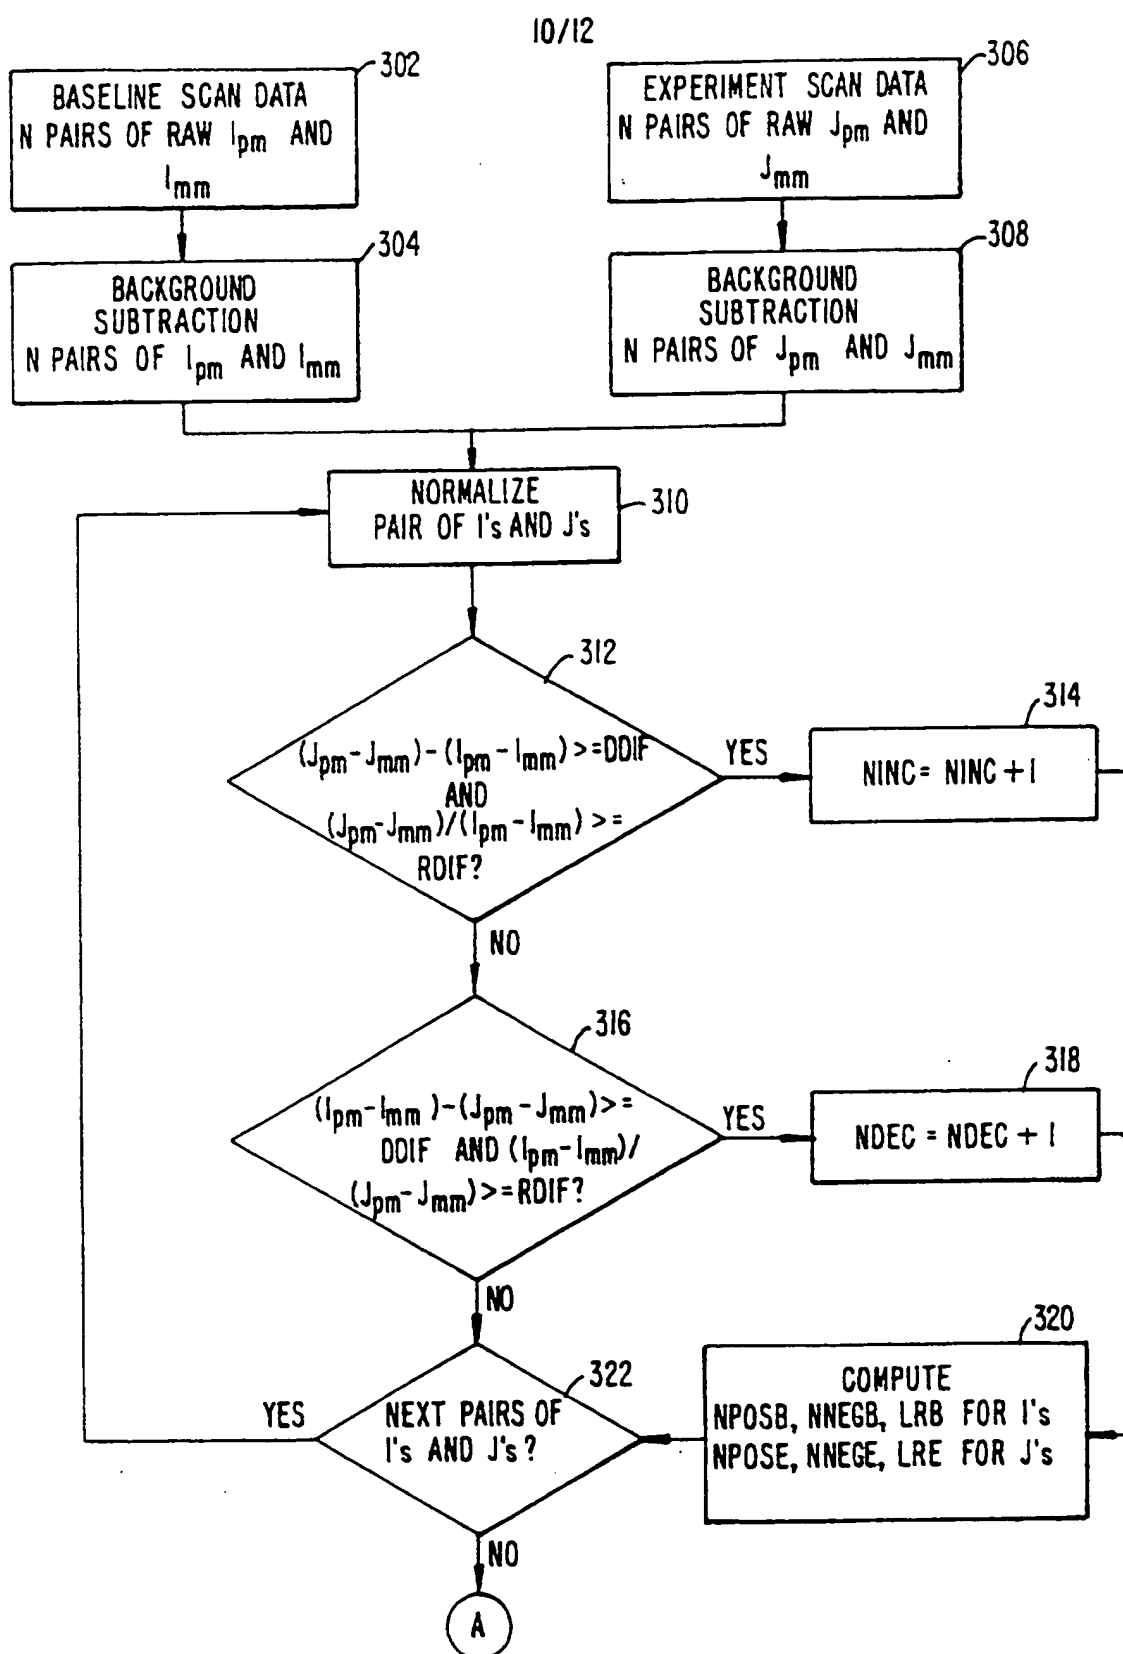 10/12
302
BASELINE SCAN DATA
N PAIRS OF RAW Ipm AND
Imm
306
EXPERIMENT SCAN DATA
N PAIRS OF RAW Jpm AND
Jmm
304
BACKGROUND
SUBTRACTION
N PAIRS OF Ipm AND Imm
308
BACKGROUND
SUBTRACTION
N PAIRS OF Jpm AND Jmm
NORMALIZE
PAIR OF I's AND J's
310
312
(Jpm-Jmm)-(Ipm-Imm)>=DDIF
AND
(Jpm-Jmm)/(Ipm-Imm)>=
RDIF?
YES
314
NINC= NINC+1
NO
316
(Ipm-Imm)-(Jpm-Jmm)>=
DDIF AND (Ipm-Imm)/
(Jpm-Jmm)>=RDIF?
YES
318
NDEC = NDEC + 1
NO
322
NEXT PAIRS OF
I's AND J's?
YES
320
COMPUTE
NPOSB, NNEGB, LRB FOR I's
NPOSE, NNEGE, LRE FOR J's
NO
A